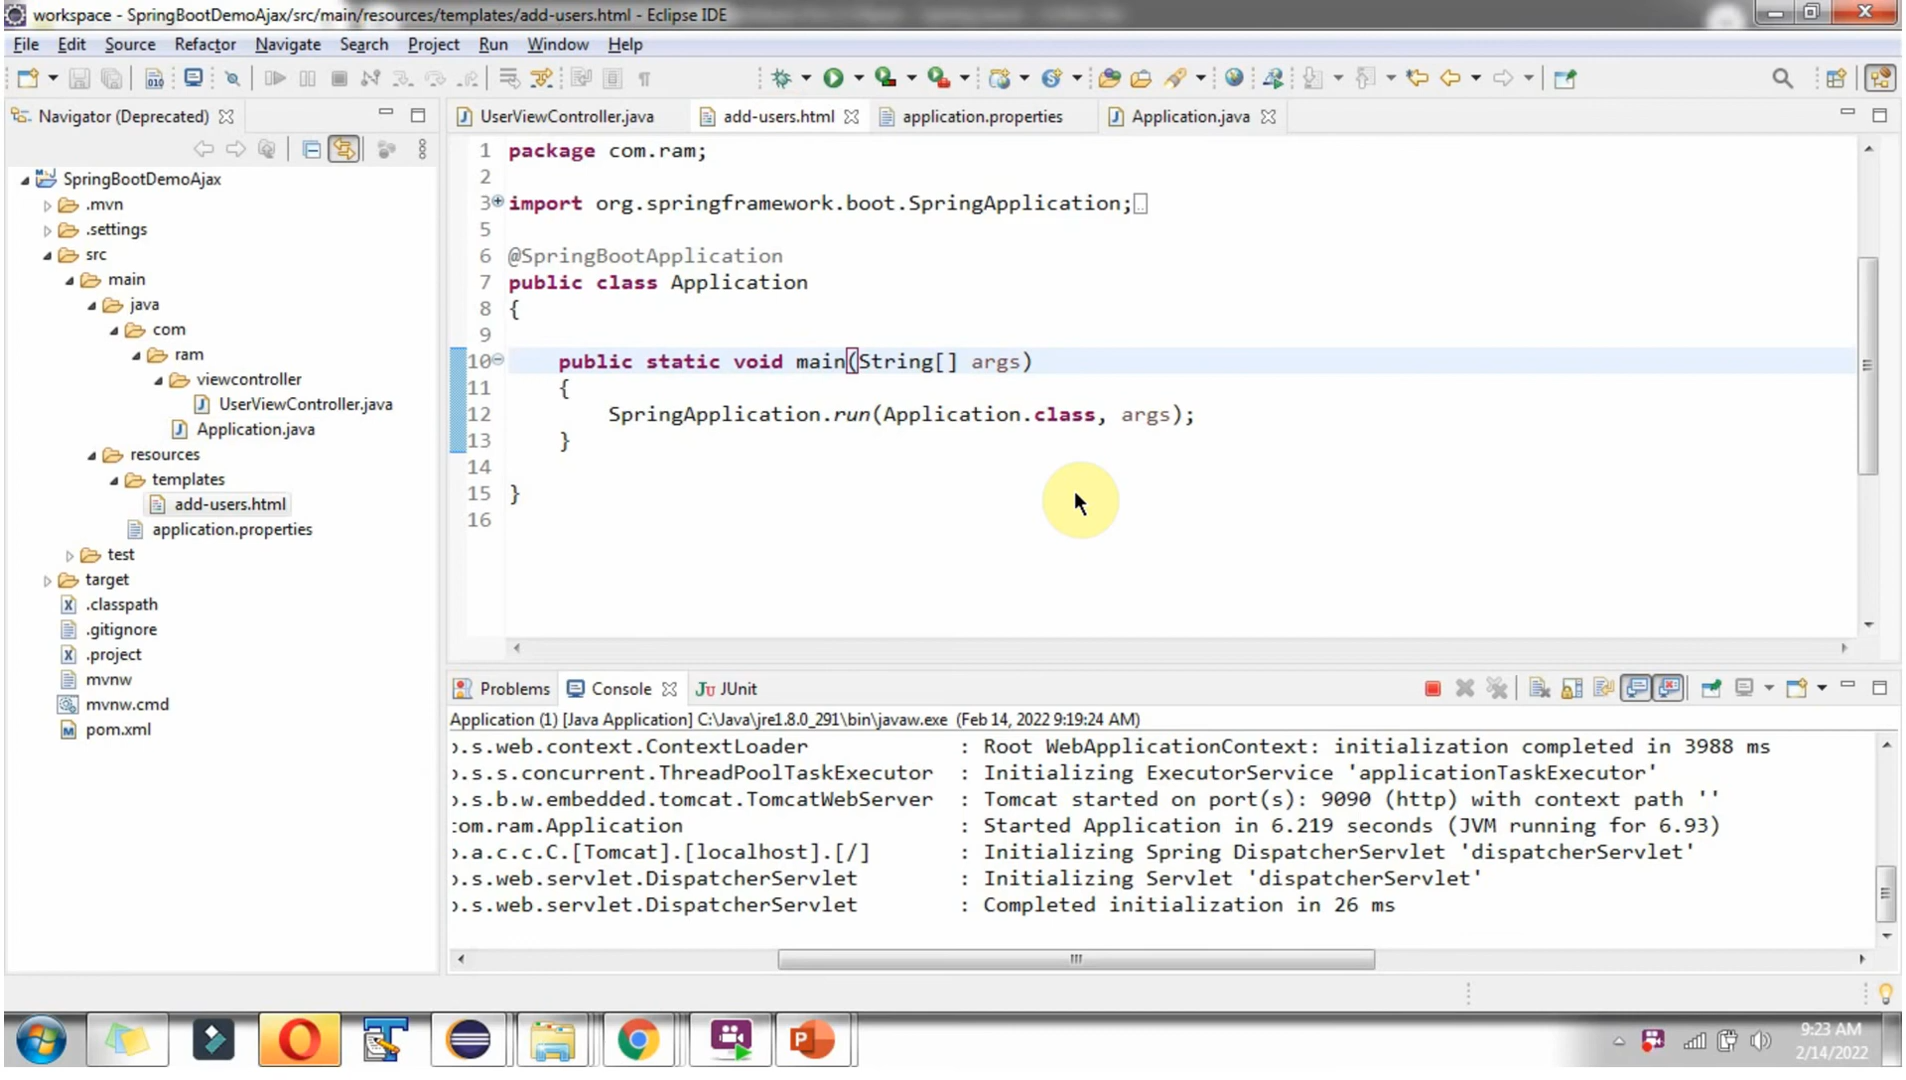 workspace - SpringBootDemoAjax/src/main/resources/templates/add-users.html - Eclipse IDE
File Edit Source Refactor Navigate Search Project Run Window Help
Navigator (Deprecated)
SpringBootDemoAjax
.mvn
.settings
src
main
java
com
ram
viewcontroller
UserViewController.java
Application.java
resources
templates
add-users.html
application.properties
test
target
.classpath
.gitignore
.project
mvnw
mvnw.cmd
pom.xml
UserViewController.java add-users.html application.properties Application.java
1 package com.ram;
2
3 import org.springframework.boot.SpringApplication;
5
6 @SpringBootApplication
7 public class Application
8 {
9
10 public static void main(String[] args)
11 {
12 SpringApplication.run(Application.class, args);
13 }
14
15 }
16
Problems Console JUnit
Application (1) [Java Application] C:\Java\jre1.8.0_291\bin\javaw.exe (Feb 14, 2022 9:19:24 AM)
o.s.web.context.ContextLoader : Root WebApplicationContext: initialization completed in 3988 ms
o.s.s.concurrent.ThreadPoolTaskExecutor : Initializing ExecutorService 'applicationTaskExecutor'
o.s.b.w.embedded.tomcat.TomcatWebServer : Tomcat started on port(s): 9090 (http) with context path ''
com.ram.Application : Started Application in 6.219 seconds (JVM running for 6.93)
o.a.c.c.C.[Tomcat].[localhost].[/] : Initializing Spring DispatcherServlet 'dispatcherServlet'
o.s.web.servlet.DispatcherServlet : Initializing Servlet 'dispatcherServlet'
o.s.web.servlet.DispatcherServlet : Completed initialization in 26 ms
9:23 AM
2/14/2022